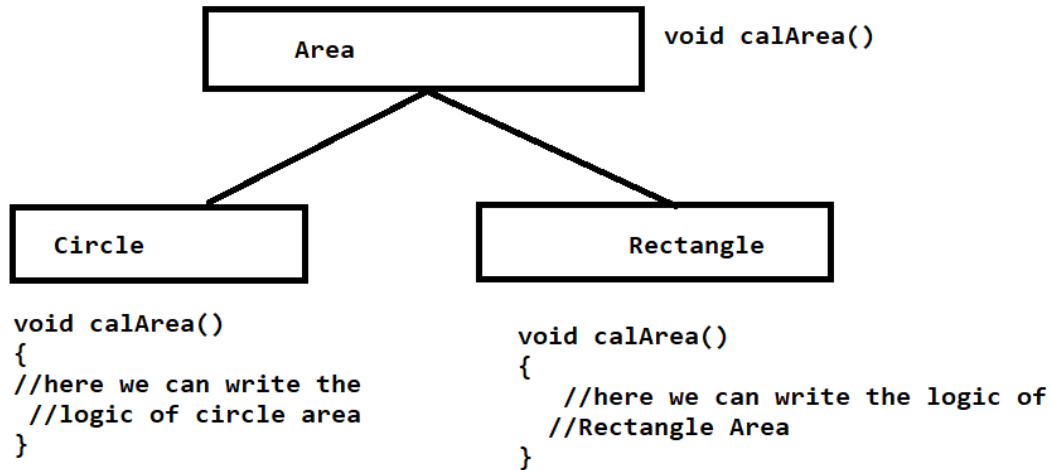 Area
void calArea()
Circle
Rectangle
void calArea()
{
//here we can write the
//logic of circle area
}
void calArea()
{
//here we can write the logic of
//Rectangle Area
}